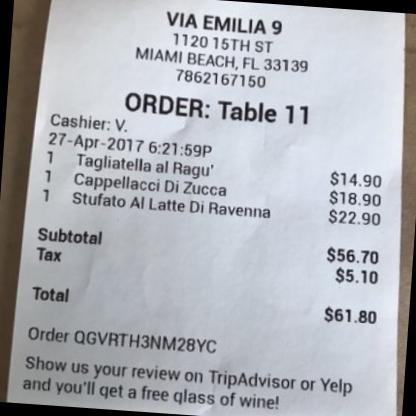 VIA EMILIA 9
1120 15TH ST
MIAMI BEACH, FL 33139
7862167150
ORDER: Table 11
Cashier: V.
27-Apr-2017 6:21:59P
1 Tagliatella al Ragu' $14.90
1 Cappellacci Di Zucca $18.90
1 Stufato Al Latte Di Ravenna $22.90
Subtotal $56.70
Tax $5.10
Total $61.80
Order QGVRTH3NM28YC
Show us your review on TripAdvisor or Yelp
and you'll get a free glass of wine!